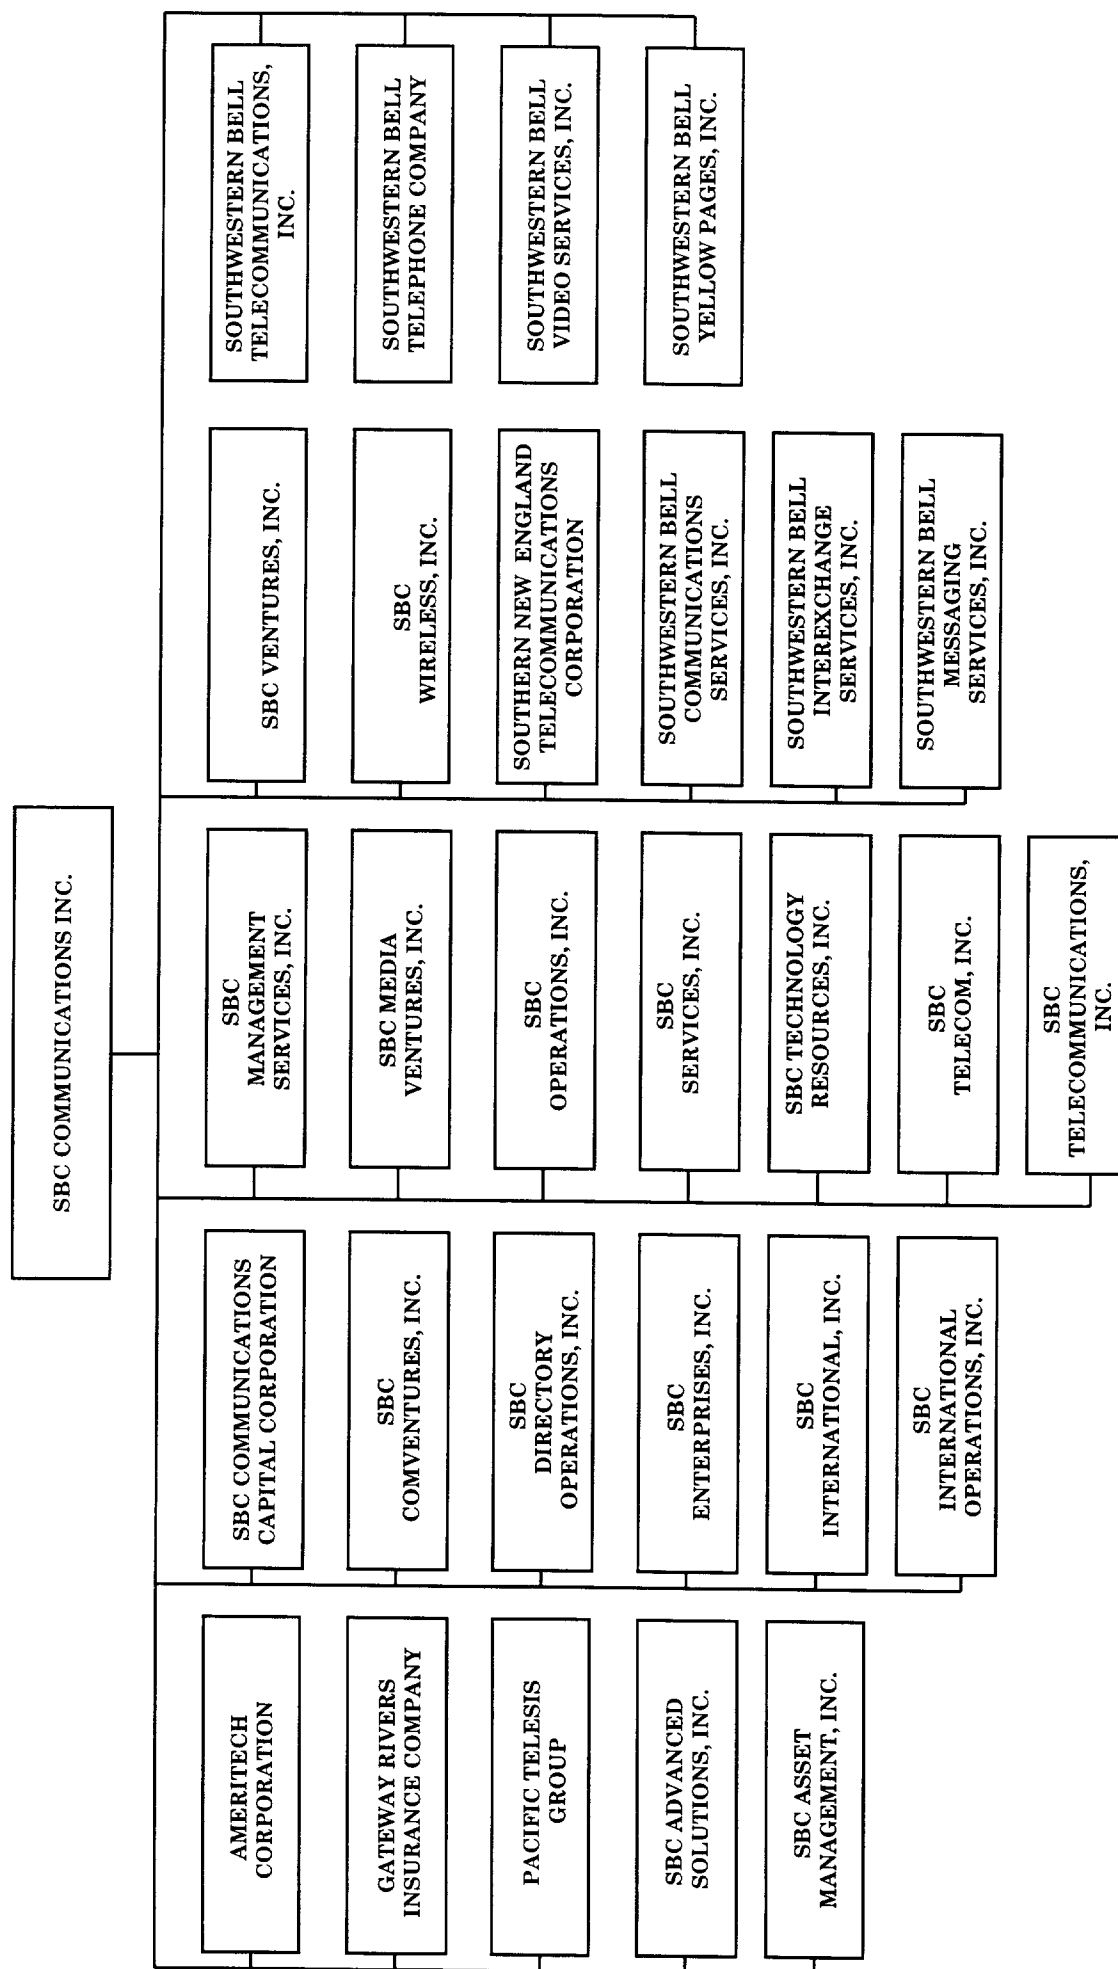 SBC COMMUNICATIONS INC.
AMERITECH
CORPORATION
GATEWAY RIVERS
INSURANCE COMPANY
PACIFIC TELESIS
GROUP
SBC ADVANCED
SOLUTIONS, INC.
SBC ASSET
MANAGEMENT, INC.
SBC COMMUNICATIONS
CAPITAL CORPORATION
SBC
COMVENTURES, INC.
SBC
DIRECTORY
OPERATIONS, INC.
SBC
ENTERPRISES, INC.
SBC
INTERNATIONAL, INC.
SBC
INTERNATIONAL
OPERATIONS, INC.
SBC
MANAGEMENT
SERVICES, INC.
SBC MEDIA
VENTURES, INC.
SBC
OPERATIONS, INC.
SBC
SERVICES, INC.
SBC TECHNOLOGY
RESOURCES, INC.
SBC
TELECOM, INC.
SBC
TELECOMMUNICATIONS,
INC.
SBC VENTURES, INC.
SBC
WIRELESS, INC.
SOUTHERN NEW ENGLAND
TELECOMMUNICATIONS
CORPORATION
SOUTHWESTERN BELL
COMMUNICATIONS
SERVICES, INC.
SOUTHWESTERN BELL
INTEREXCHANGE
SERVICES, INC.
SOUTHWESTERN BELL
MESSAGING
SERVICES, INC.
SOUTHWESTERN BELL
TELECOMMUNICATIONS,
INC.
SOUTHWESTERN BELL
TELEPHONE COMPANY
SOUTHWESTERN BELL
VIDEO SERVICES, INC.
SOUTHWESTERN BELL
YELLOW PAGES, INC.